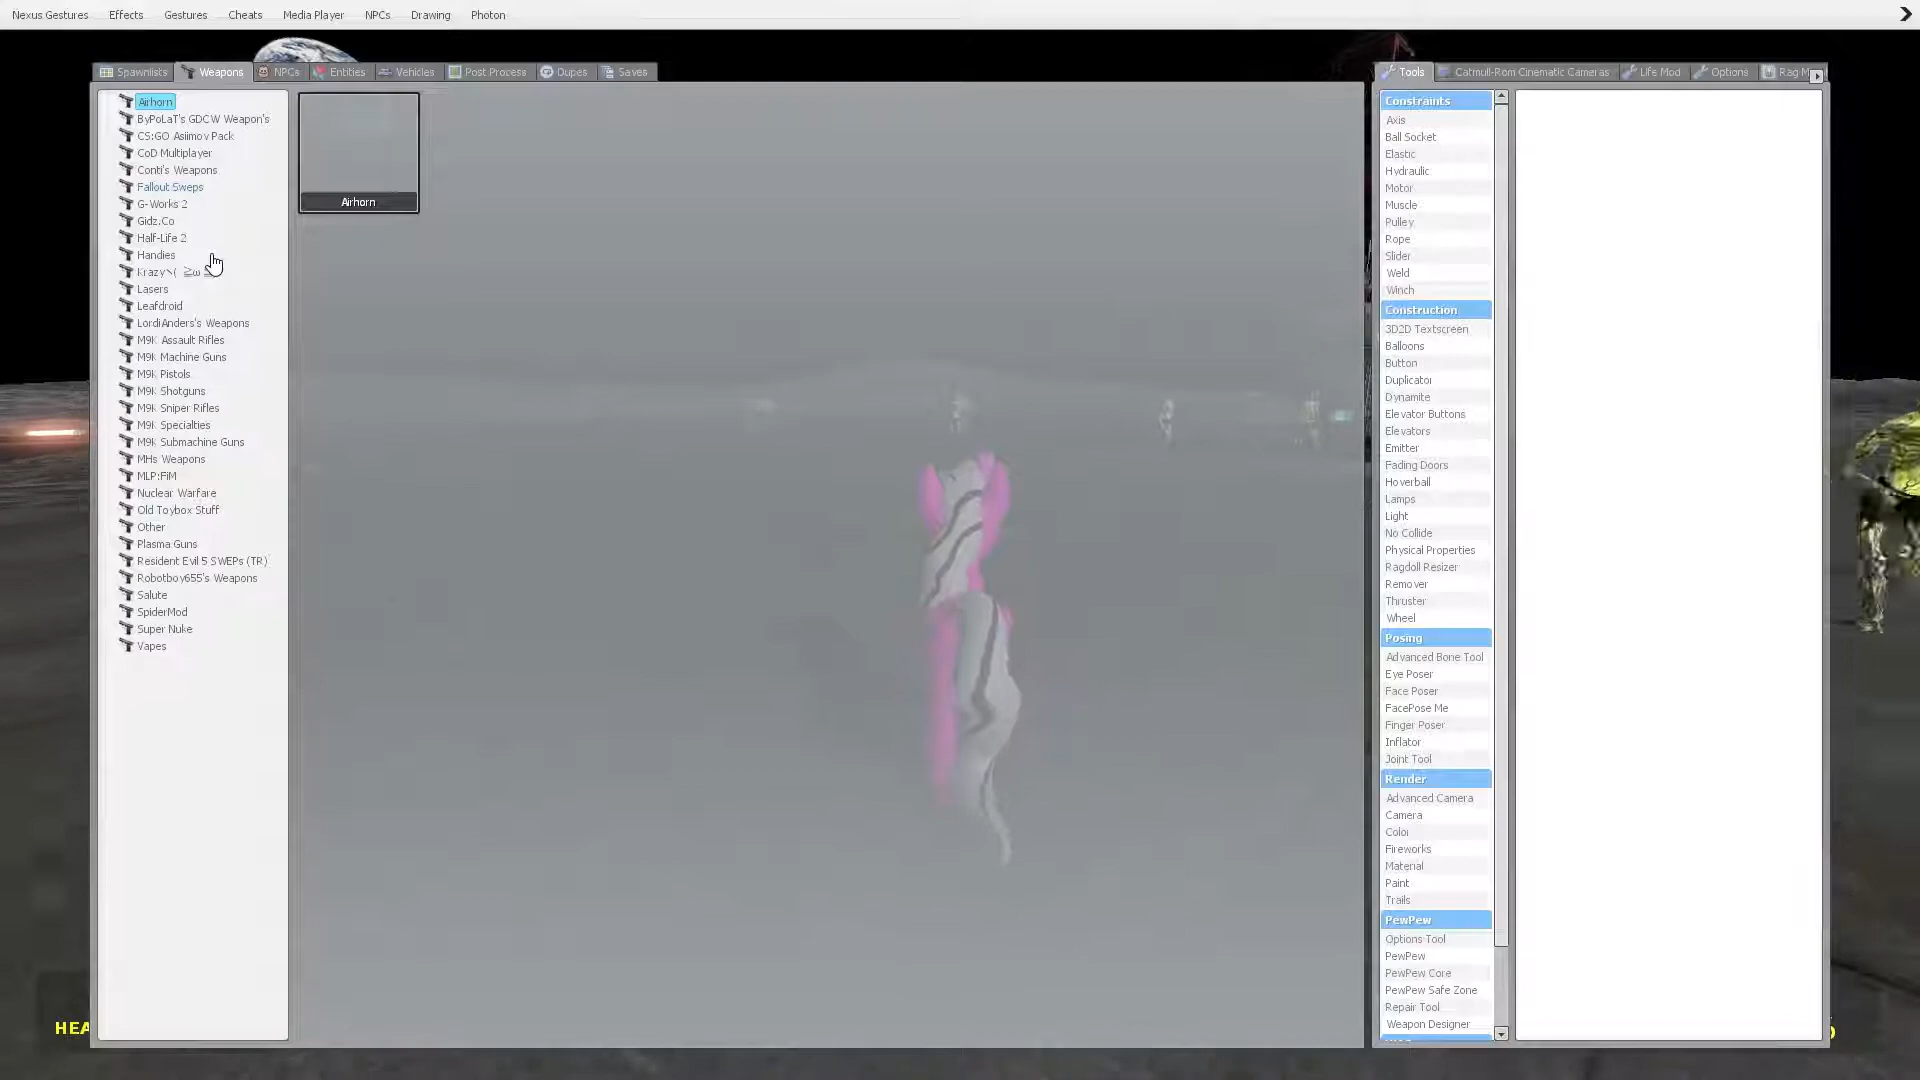 Nexus Gestures Effects Gestures Cheats Media Player NPCs Drawing Photon
Spawnlists Weapons NPCs Entities Vehicles Post Process Dupes Saves
Airhorn
ByPoLaT's GDCW Weapon's
CS:GO Asiimov Pack
CoD Multiplayer
Conti's Weapons
Fallout Sweps
G-Works 2
Gidz.Co
Half-Life 2
Handies
Krazy
Lasers
Leafdroid
LordiAnders's Weapons
M9K Assault Rifles
M9K Machine Guns
M9K Pistols
M9K Shotguns
M9K Sniper Rifles
M9K Specialties
M9K Submachine Guns
MHs Weapons
MLP:FiM
Nuclear Warfare
Old Toybox Stuff
Other
Plasma Guns
Resident Evil 5 SWEPs (TR)
Robotboy655's Weapons
Salute
SpiderMod
Super Nuke
Vapes
Airhorn
HEA
Tools Catmull-Rom Cinematic Cameras Life Mod Options Rag M
Constraints
Axis
Ball Socket
Elastic
Hydraulic
Motor
Muscle
Pulley
Rope
Slider
Weld
Winch
Construction
3D2D Textscreen
Balloons
Button
Duplicator
Dynamite
Elevator Buttons
Elevators
Emitter
Fading Doors
Hoverball
Lamps
Light
No Collide
Physical Properties
Ragdoll Resizer
Remover
Thruster
Wheel
Posing
Advanced Bone Tool
Eye Poser
Face Poser
FacePose Me
Finger Poser
Inflator
Joint Tool
Render
Advanced Camera
Camera
Color
Fireworks
Material
Paint
Trails
PewPew
Options Tool
PewPew
PewPew Core
PewPew Safe Zone
Repair Tool
Weapon Designer